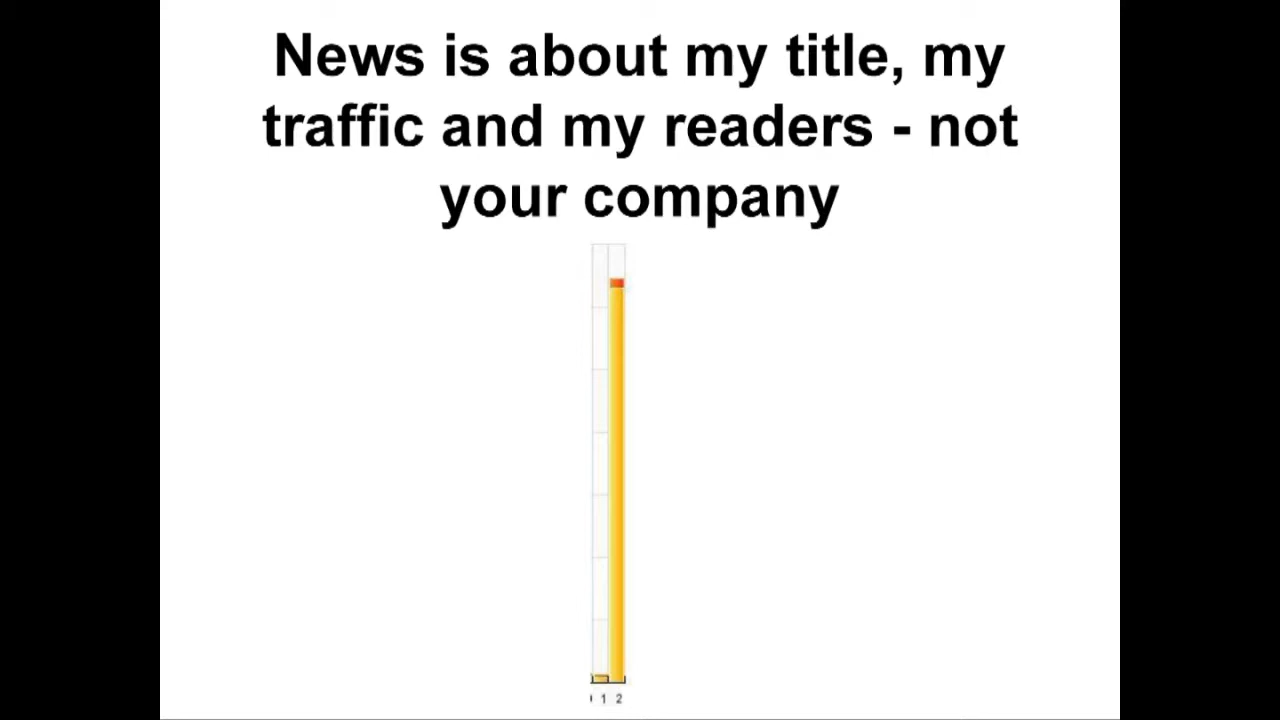 News is about my title, my
traffic and my readers - not
your company
1 2